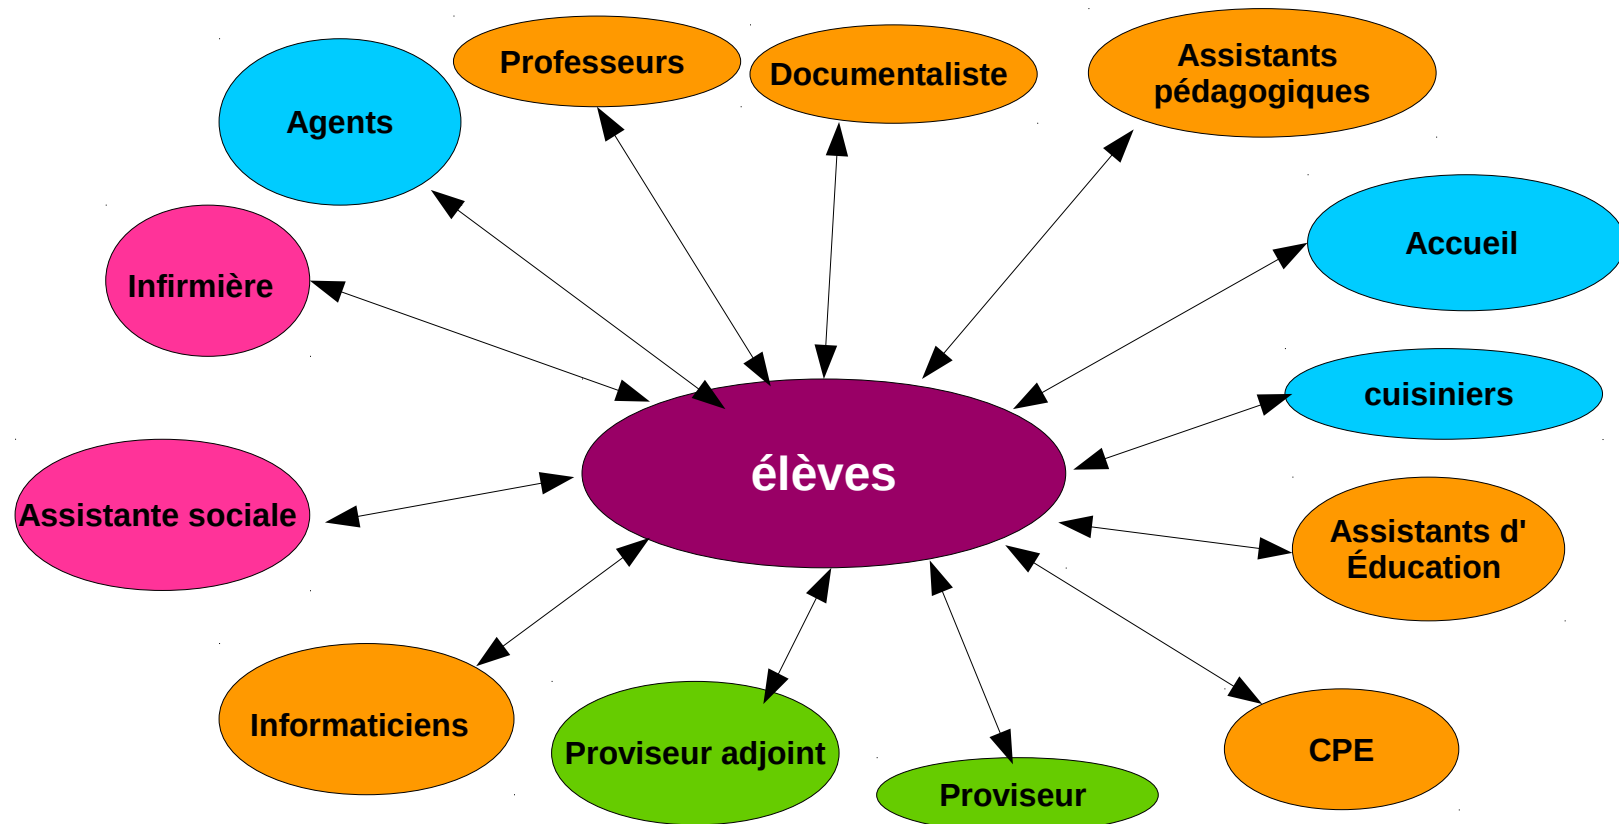 Professeurs
Documentaliste
Assistants
pédagogiques
Agents
Accueil
Infirmière
cuisiniers
élèves
Assistante sociale
Assistants d'
Éducation
Informaticiens
Proviseur adjoint
CPE
Proviseur